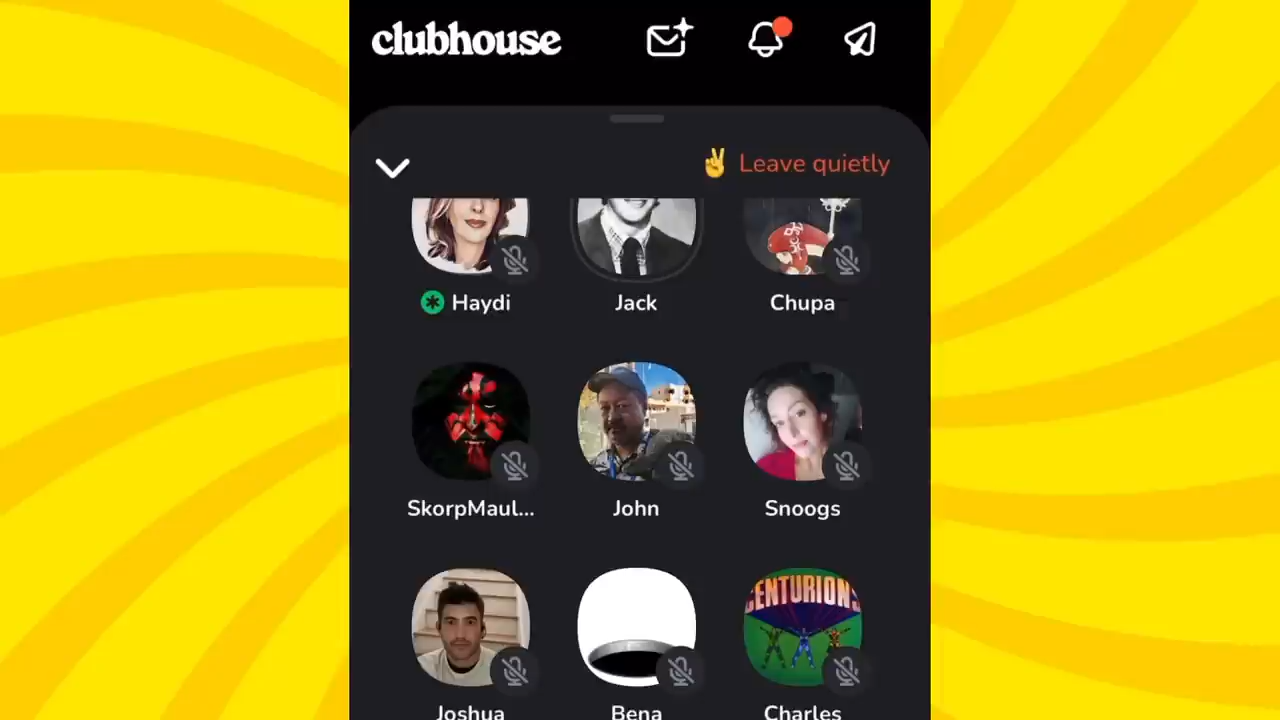 clubhouse
✌️ Leave quietly
Haydi
Jack
Chupa
SkorpMaul...
John
Snoogs
CENTURIONS
Joshua
Bena
Charles